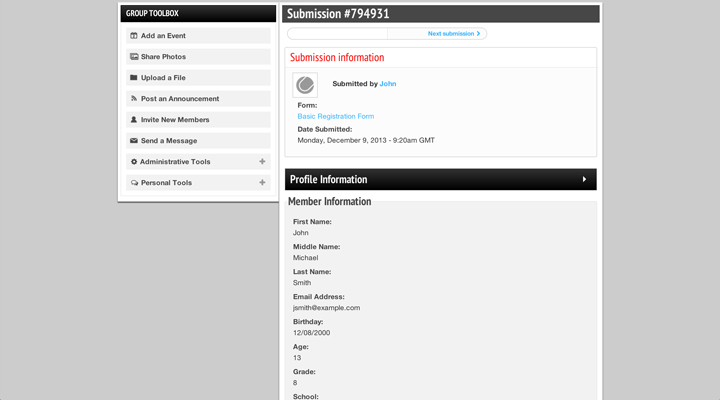 GROUP TOOLBOX
Add an Event
Share Photos
Upload a File
Post an Announcement
Invite New Members
Send a Message
Administrative Tools
Personal Tools
Submission #794931
Next submission
Submission information
Submitted by John
Form:
Basic Registration Form
Date Submitted:
Monday, December 9, 2013 - 9:20am GMT
Profile Information
Member Information
First Name:
John
Middle Name:
Michael
Last Name:
Smith
Email Address:
jsmith@example.com
Birthday:
12/08/2000
Age:
13
Grade:
8
School: